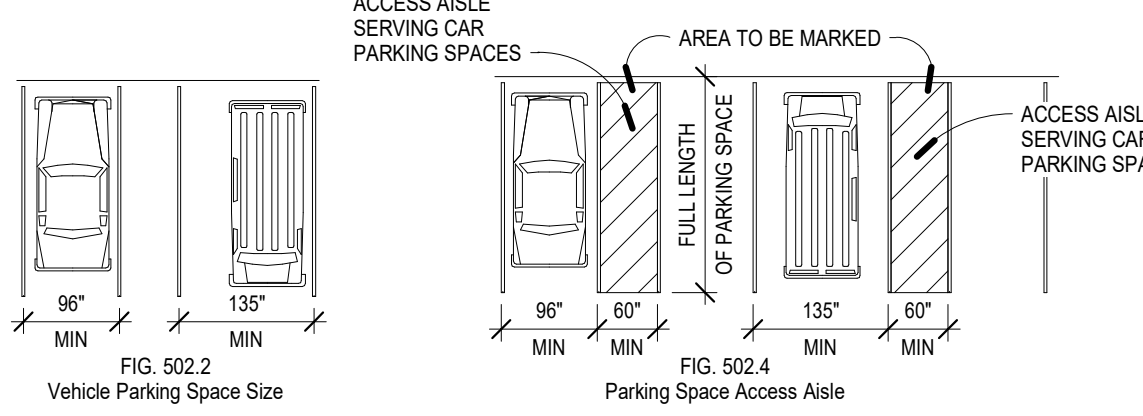 ACCESS AISLE
SERVING CAR
PARKING SPACES
AREA TO BE MARKED
ACCESS AISL
SERVING CAR
PARKING SPA
FULL LENGTH
OF PARKING SPACE
96"
MIN
135"
MIN
FIG. 502.2
Vehicle Parking Space Size
96"
MIN
60"
MIN
135"
MIN
60"
MIN
FIG. 502.4
Parking Space Access Aisle